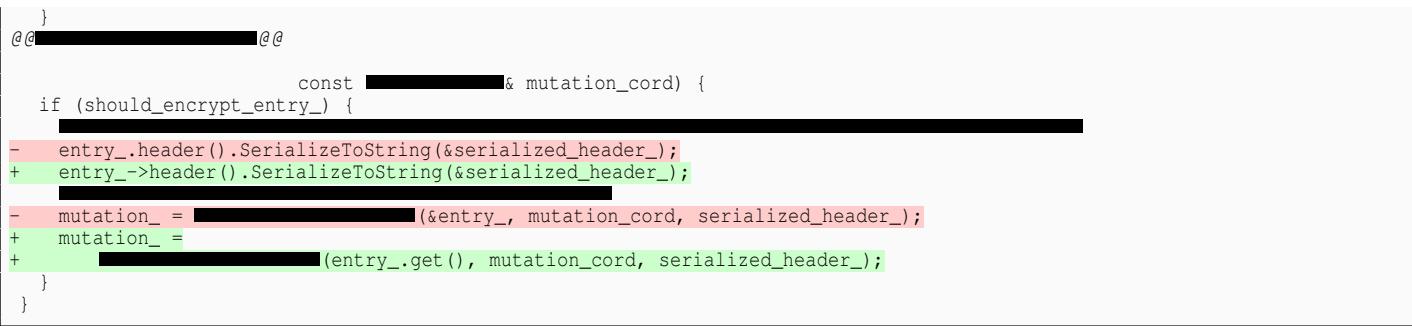 }
@@ @@
const & mutation_cord) {
if (should_encrypt_entry_) {
- entry_.header().SerializeToString(&serialized_header_);
+ entry_->header().SerializeToString(&serialized_header_);
- mutation_ = (&entry_, mutation_cord, serialized_header_);
+ mutation_ =
+ (entry_.get(), mutation_cord, serialized_header_);
}
}